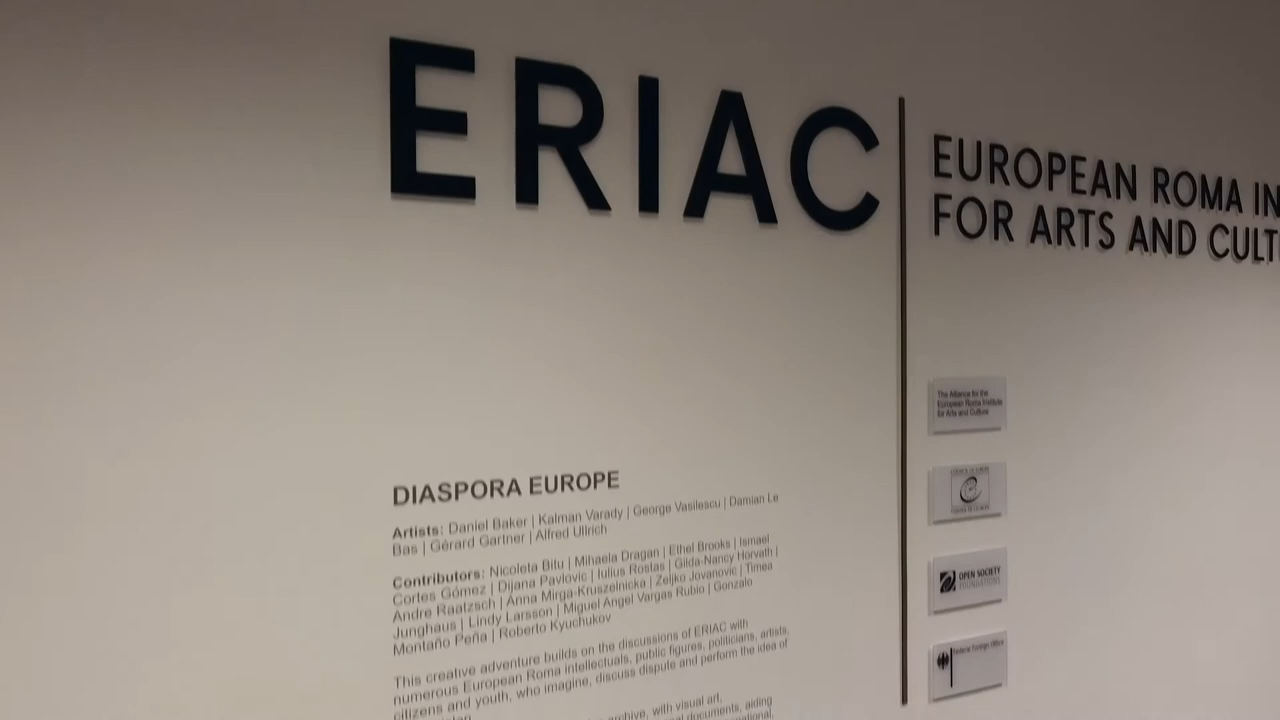 ERIAC
EUROPEAN ROMA IN
FOR ARTS AND CULT
The Alliance for the
European Roma Institute
for Arts and Culture
COUNCIL OF EUROPE
OPEN SOCIETY
FOUNDATIONS
Federal Foreign Office
DIASPORA EUROPE
Artists: Daniel Baker | Kalman Varady | George Vasilescu | Damian Le
Bas | Gérard Gartner | Alfred Ullrich
Contributors: Nicoleta Bitu | Mihaela Dragan | Ethel Brooks | Ismael
Cortes Gómez | Dijana Pavlovic | Iulius Rostas | Gilda-Nancy Horvath |
Andre Raatzsch | Anna Mirga-Kruszelnicka | Zeljko Jovanovic | Timea
Junghaus | Lindy Larsson | Miguel Angel Vargas Rubio | Gonzalo
Montaño Peña | Roberto Kyuchukov
This creative adventure builds on the discussions of ERIAC with
numerous European Roma intellectuals, public figures, politicians, artists,
citizens and youth, who imagine, discuss dispute and perform the idea of
archive, with visual art,
documents, aiding